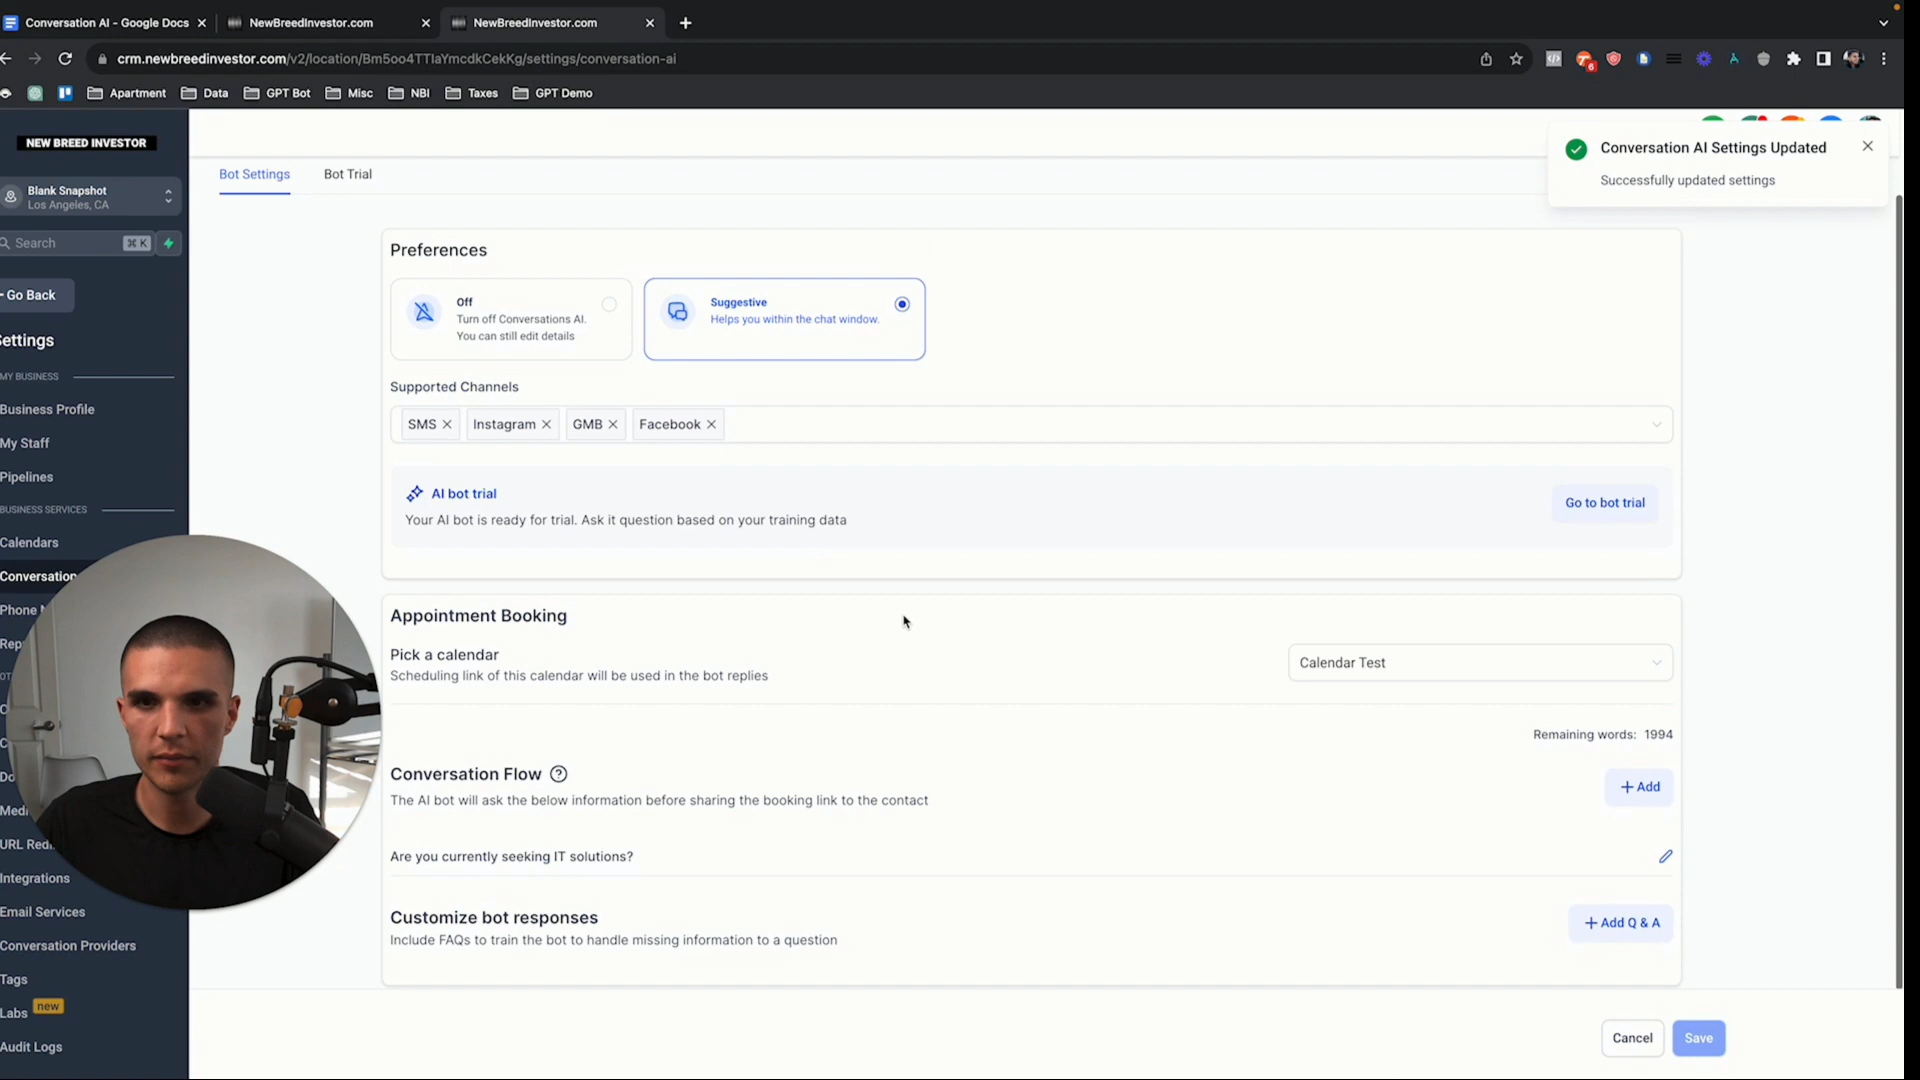 Conversation AI - Google Docs
NewBreedInvestor.com
NewBreedInvestor.com
crm.newbreedinvestor.com/v2/location/Bm5oo4TTIaYmcdkCekKg/settings/conversation-ai
6
Apartment
Data
GPT Bot
Misc
NBI
Taxes
GPT Demo
NEW BREED INVESTOR
Blank Snapshot
Los Angeles, CA
Search
⌘ K
Go Back
Settings
MY BUSINESS
Business Profile
My Staff
Pipelines
BUSINESS SERVICES
Calendars
Conversation
Phone
Rep
URL Redi
Integrations
Email Services
Conversation Providers
Tags
Labs new
Audit Logs
Bot Settings
Bot Trial
Conversation AI Settings Updated
Successfully updated settings
Preferences
Off
Turn off Conversations AI.
You can still edit details
Suggestive
Helps you within the chat window.
Supported Channels
SMS
Instagram
GMB
Facebook
AI bot trial
Your AI bot is ready for trial. Ask it question based on your training data
Go to bot trial
Appointment Booking
Pick a calendar
Scheduling link of this calendar will be used in the bot replies
Calendar Test
Remaining words: 1994
Conversation Flow
The AI bot will ask the below information before sharing the booking link to the contact
+ Add
Are you currently seeking IT solutions?
Customize bot responses
Include FAQs to train the bot to handle missing information to a question
+ Add Q & A
Cancel
Save